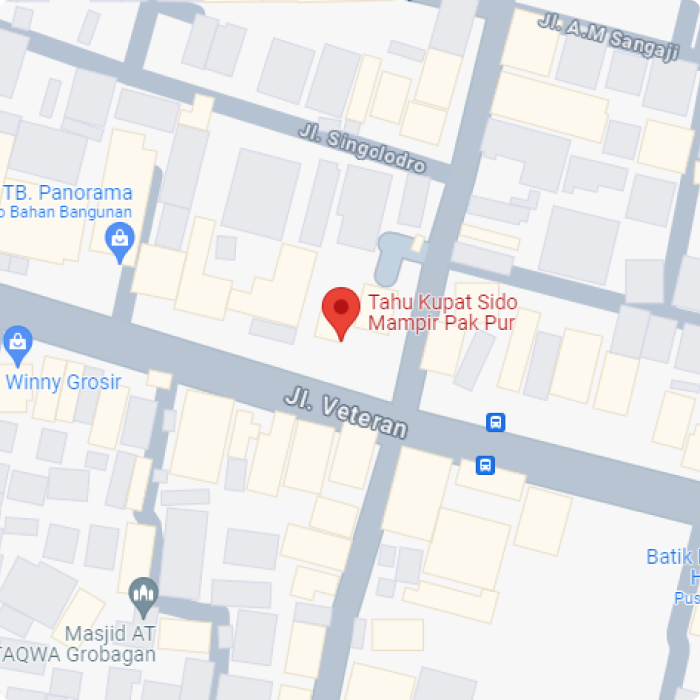 Jl. A.M Sangaji
Jl. Singolodro
TB. Panorama
Bahan Bangunan
Tahu Kupat Sido
Mampir Pak Pur
Winny Grosir
Jl. Veteran
Batik
Masjid AT
TAQWA Grobagan